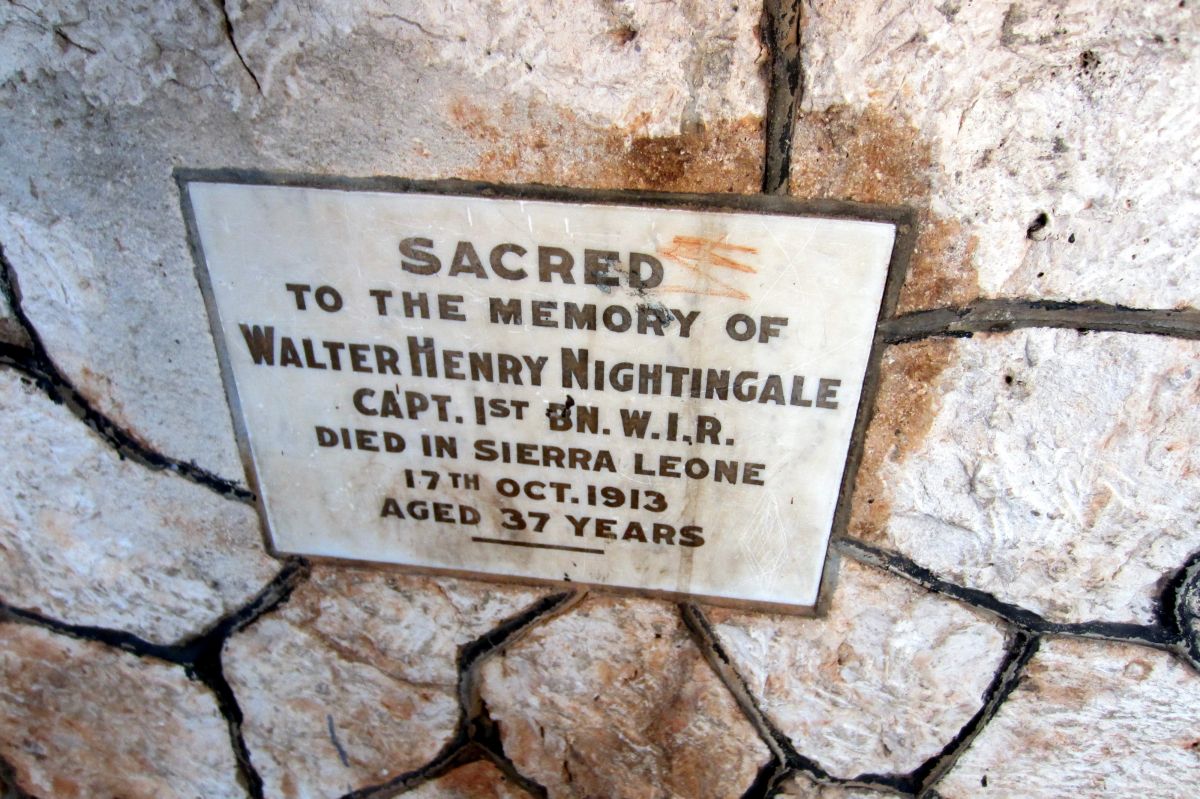 SACRED
TO THE MEMORY OF
WALTER HENRY NIGHTINGALE
CAPT. 1ST BN. W.I.R.
DIED IN SIERRA LEONE
17TH OCT. 1913
AGED 37 YEARS